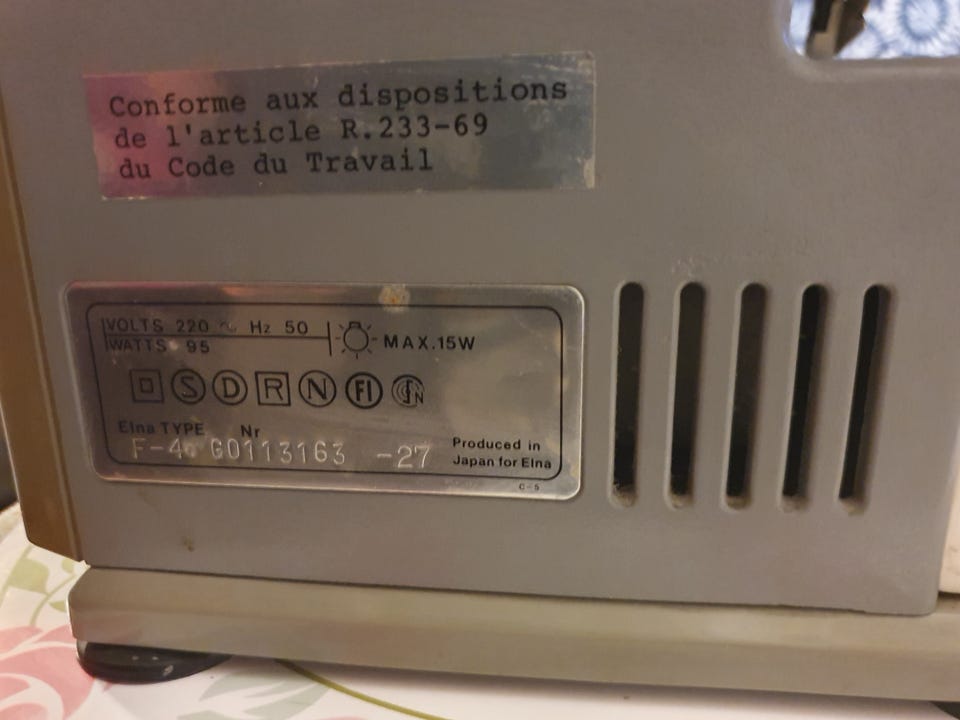 Conforme aux dispositions
de l'article R.233-69
du Code du Travail
VOLTS 220 ~ Hz 50
WATTS 95
MAX.15W
S D R N FI
Elna TYPE Nr
F-4 G0113163 -27
Produced in
Japan for Elna
C-5